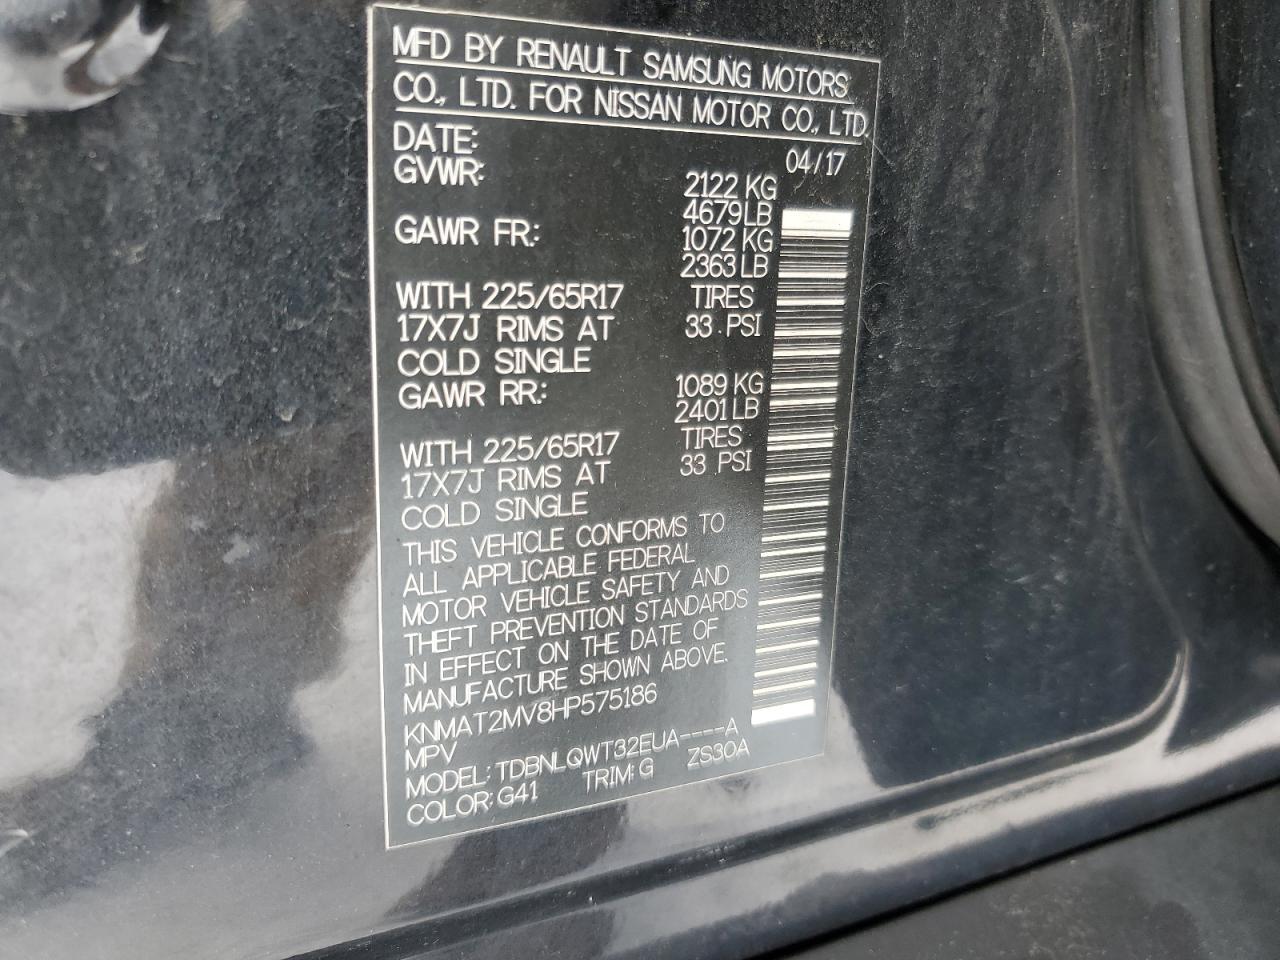 MFD BY RENAULT SAMSUNG MOTORS
CO., LTD. FOR NISSAN MOTOR CO., LTD.
DATE: 04/17
GVWR: 2122 KG
4679LB
GAWR FR.: 1072 KG
2363LB
WITH 225/65R17 TIRES
17X7J RIMS AT 33 PSI
COLD SINGLE
GAWR RR.: 1089 KG
2401LB
WITH 225/65R17 TIRES
17X7J RIMS AT 33 PSI
COLD SINGLE
THIS VEHICLE CONFORMS TO
ALL APPLICABLE FEDERAL
MOTOR VEHICLE SAFETY AND
THEFT PREVENTION STANDARDS
IN EFFECT ON THE DATE OF
MANUFACTURE SHOWN ABOVE.
KNMAT2MV8HP575186
MPV
MODEL: TDBNLQWT32EUA----A
COLOR: G41 TRIM: G ZS30A